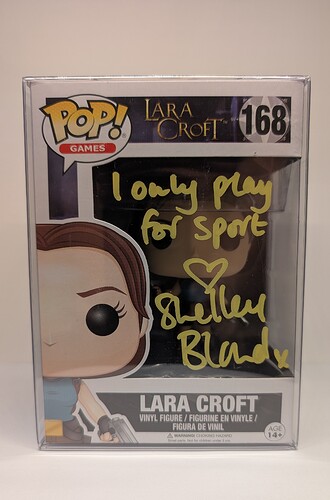 POP!
GAMES
LARA
CROFT
168
I only play
for sport
Shelley
Blond x
LARA CROFT
VINYL FIGURE / FIGURINE EN VINYLE /
FIGURA DE VINIL
AGE
14+